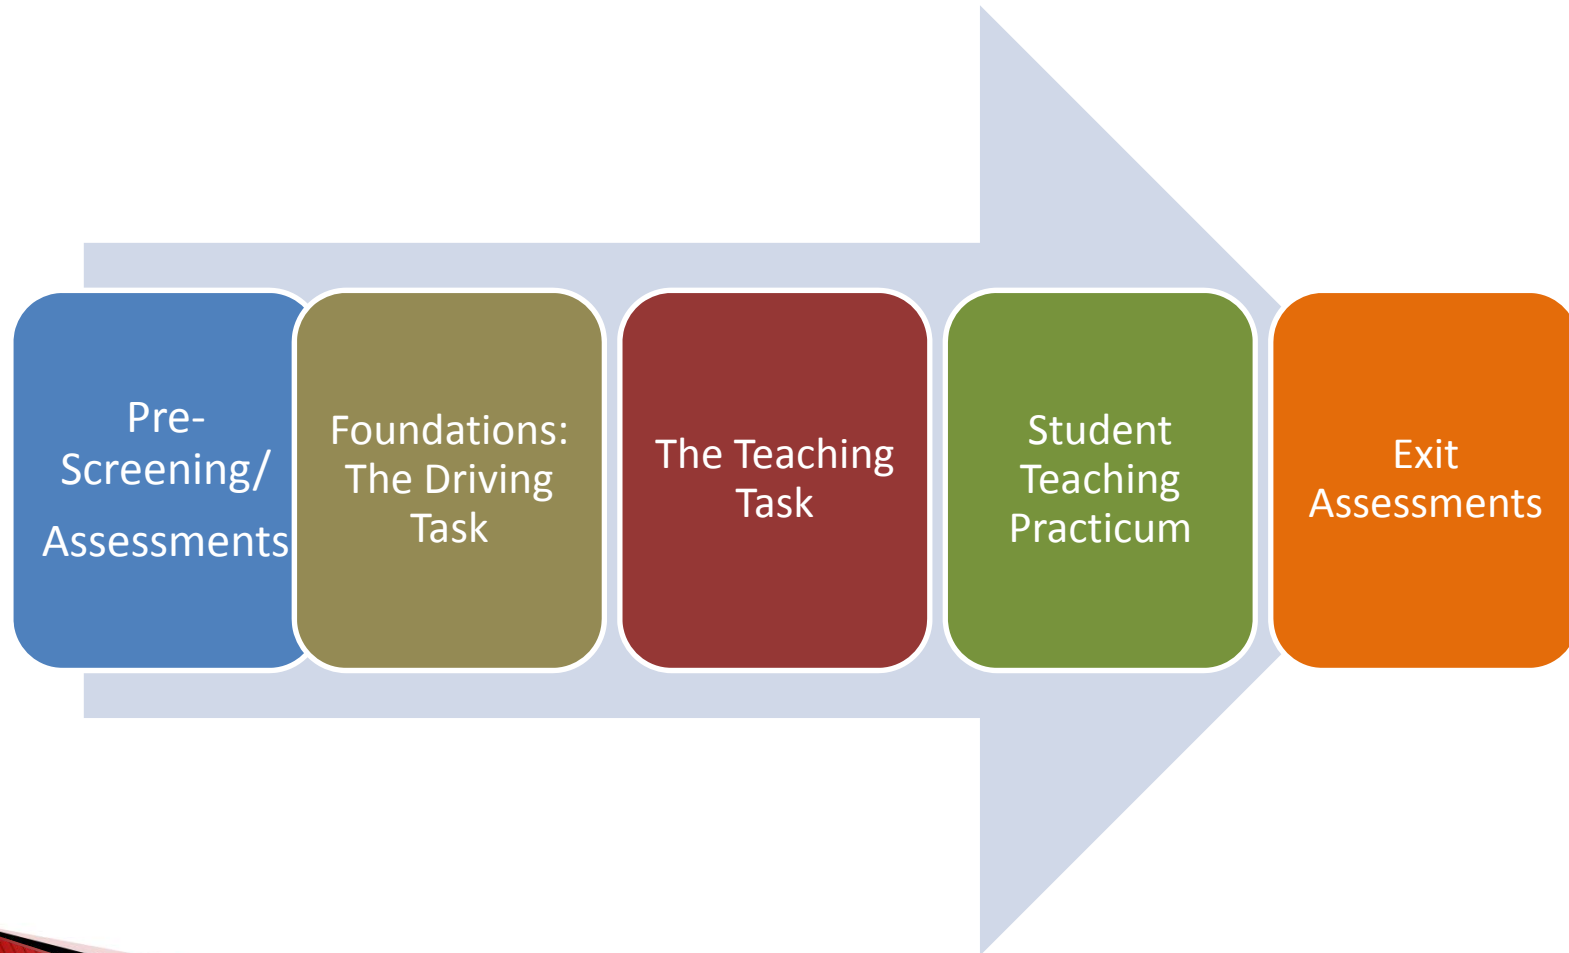 Pre-
Screening/
Assessments
Foundations:
The Driving
Task
The Teaching
Task
Student
Teaching
Practicum
Exit
Assessments